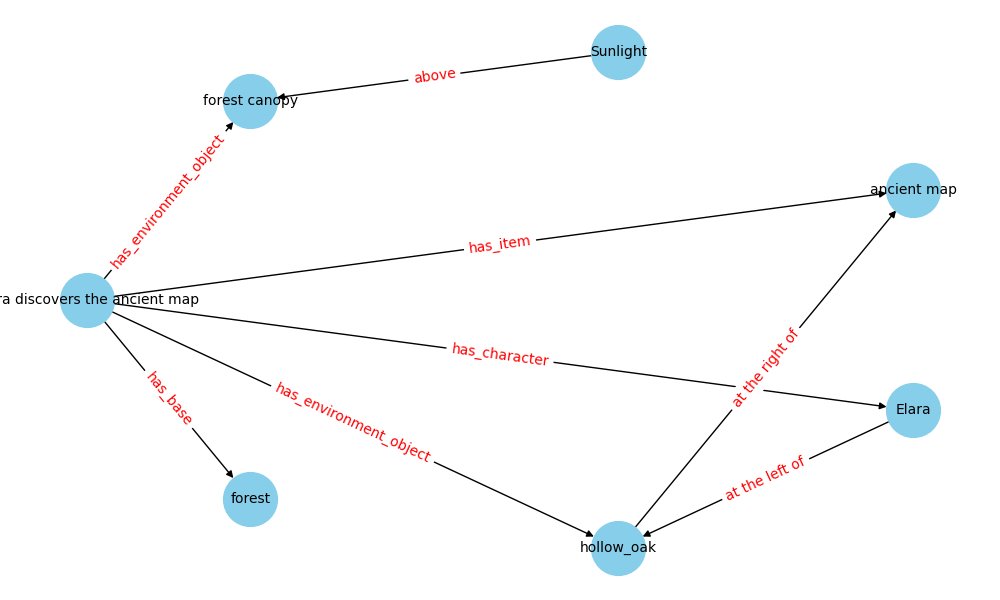 Sunlight
above
forest canopy
has_environment_object
ancient map
has_item
ra discovers the ancient map
has_character
at the right of
has_base
has_environment_object
Elara
at the left of
forest
hollow_oak